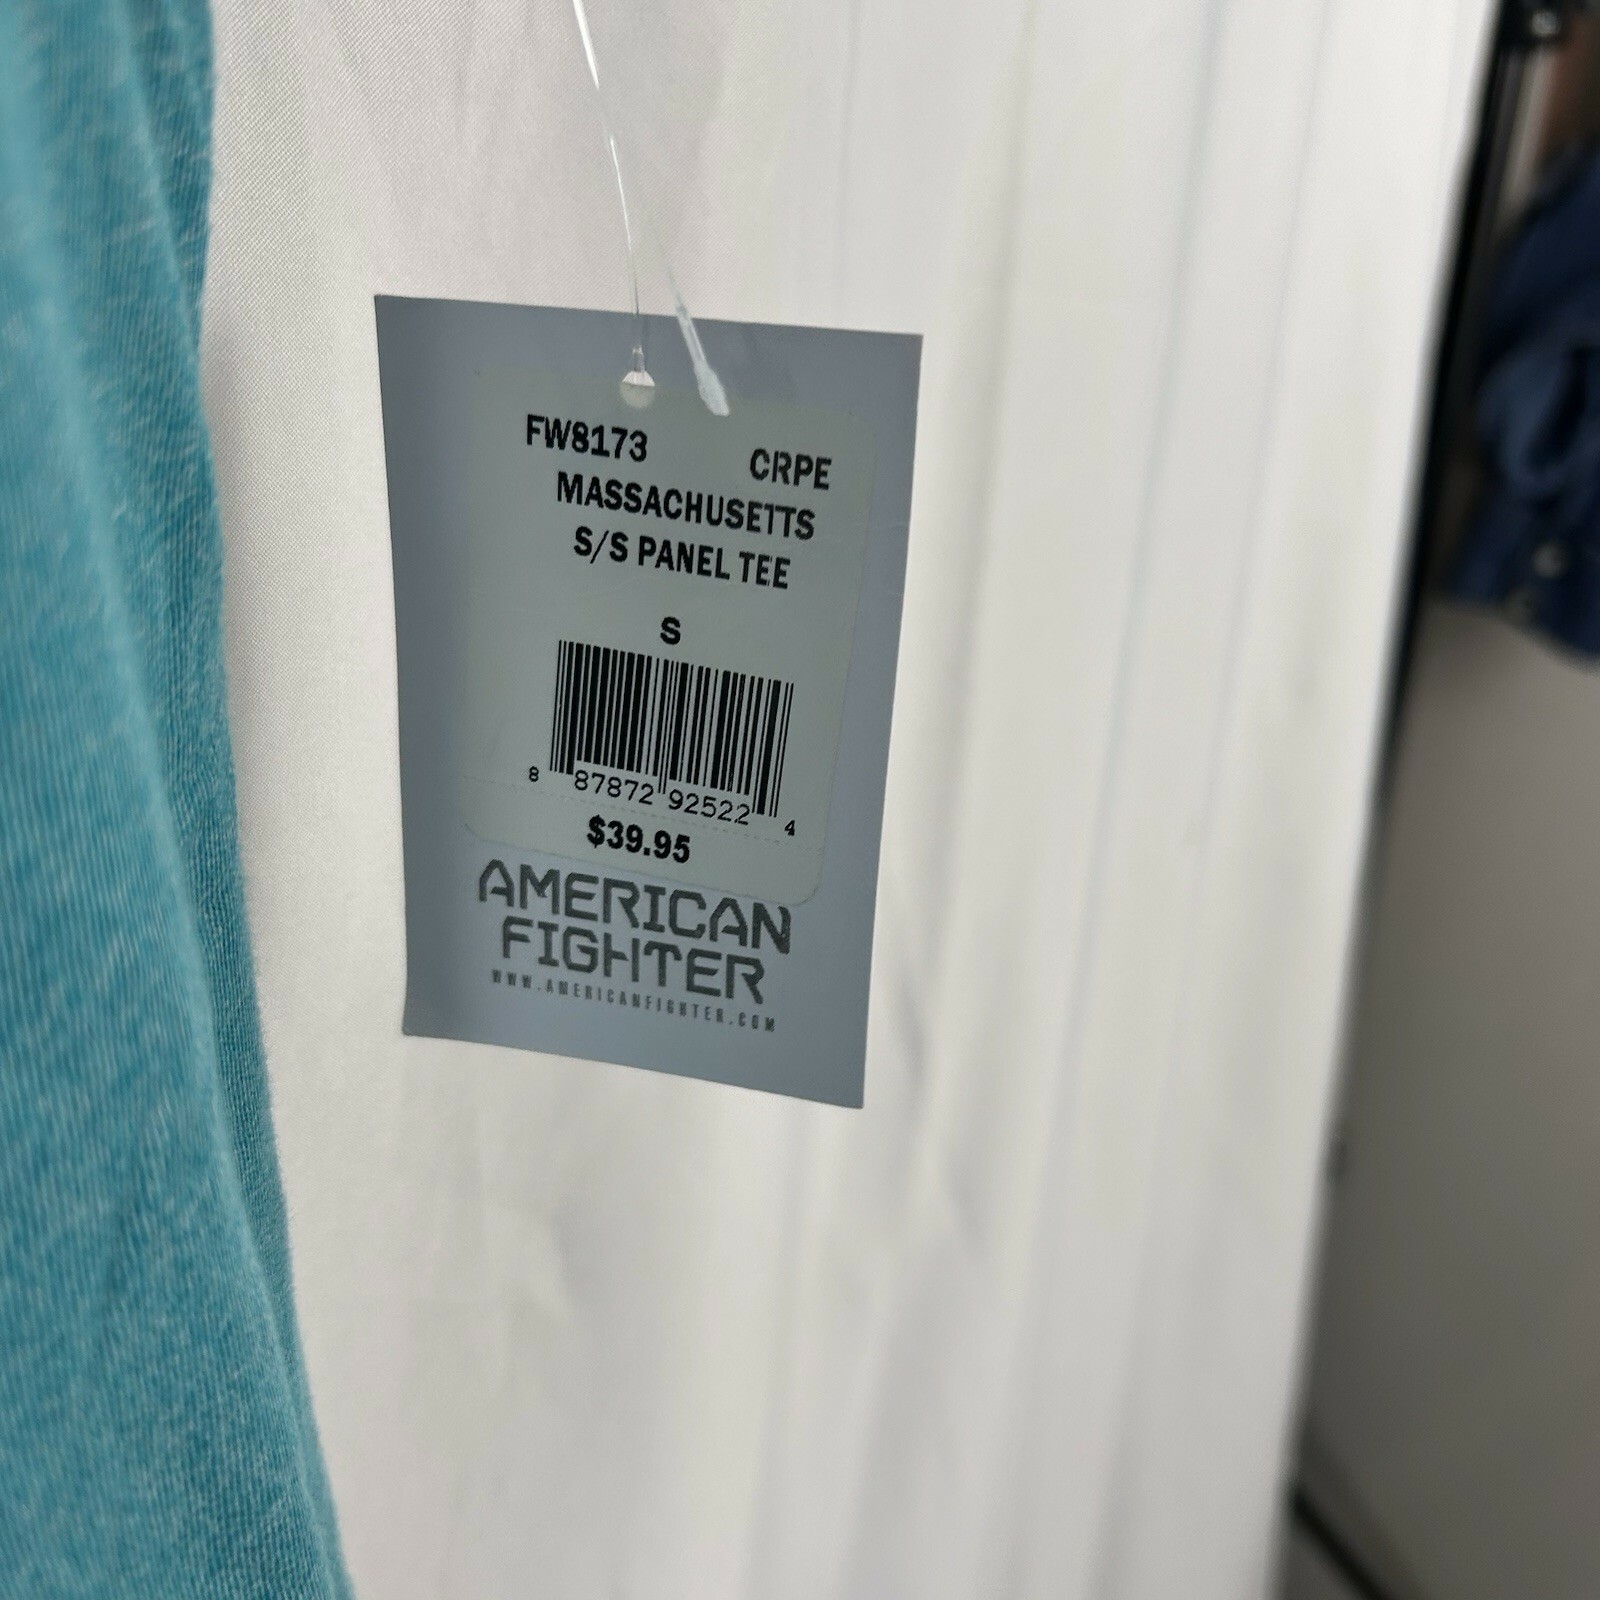 FW8173 CRPE
MASSACHUSETTS
S/S PANEL TEE
S
8 87872 92522 4
$39.95
AMERICAN
FIGHTER
WWW.AMERICANFIGHTER.COM